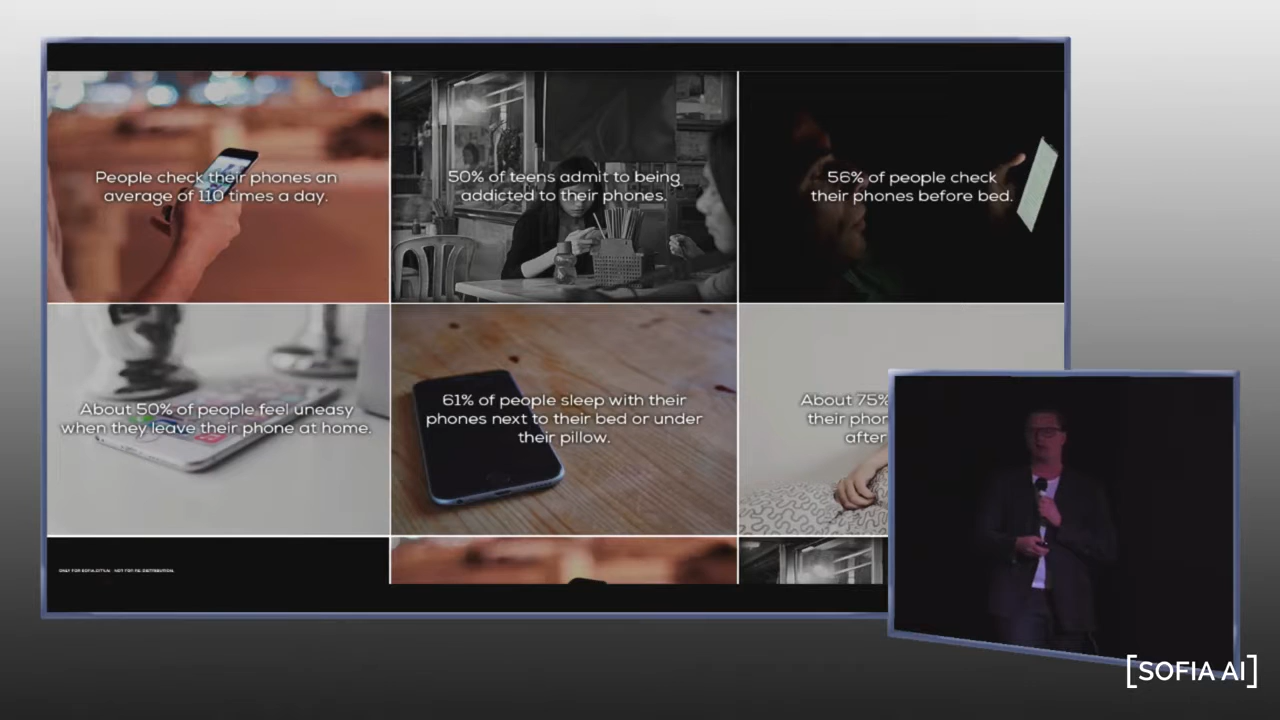 People check their phones an
average of 110 times a day.
50% of teens admit to being
addicted to their phones.
56% of people check
their phones before bed.
About 50% of people feel uneasy
when they leave their phone at home.
61% of people sleep with their
phones next to their bed or under
their pillow.
About 75%
their phon
after
[SOFIA AI]